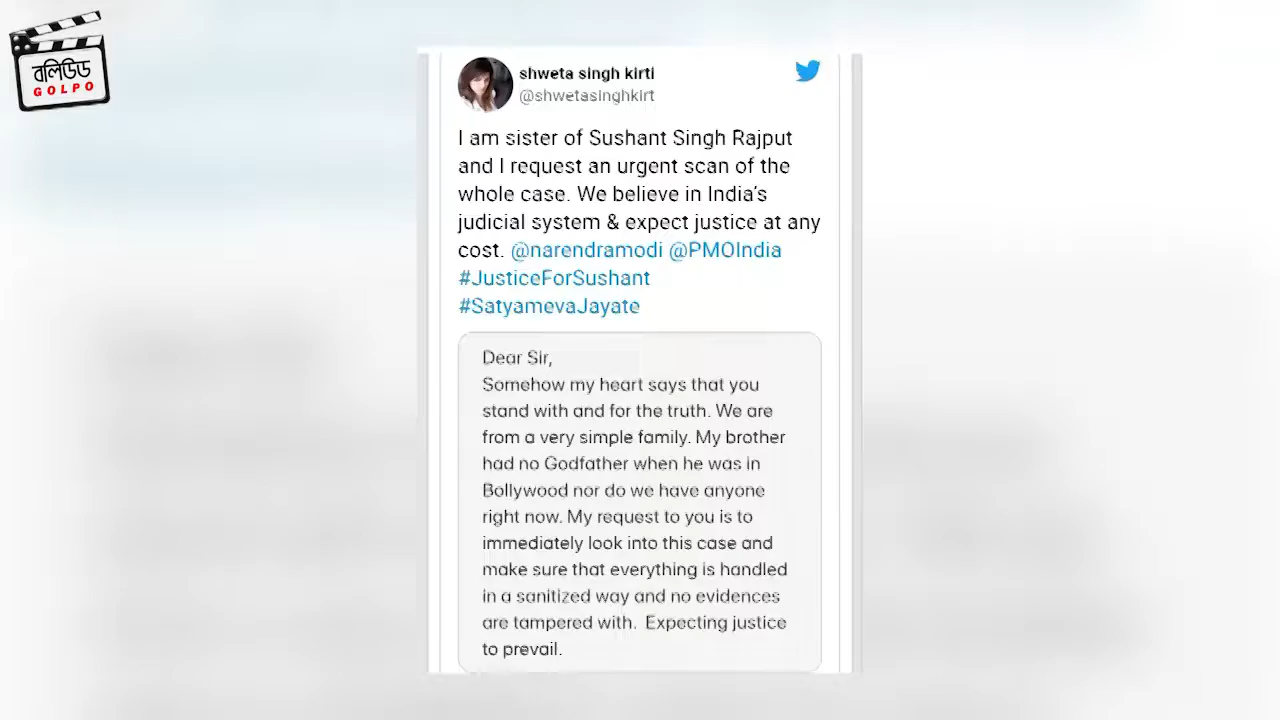 বলিউড
GOLPO
shweta singh kirti
@shwetasinghkirt
I am sister of Sushant Singh Rajput
and I request an urgent scan of the
whole case. We believe in India's
judicial system & expect justice at any
cost. @narendramodi @PMOIndia
#JusticeForSushant
#SatyamevaJayate
Dear Sir,
Somehow my heart says that you
stand with and for the truth. We are
from a very simple family. My brother
had no Godfather when he was in
Bollywood nor do we have anyone
right now. My request to you is to
immediately look into this case and
make sure that everything is handled
in a sanitized way and no evidences
are tampered with.  Expecting justice
to prevail.